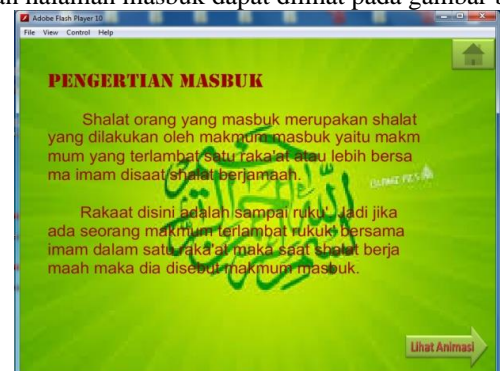 an halaman masbuk dapat dilihat pada gambar
Adobe Flash Player 10
File View Control Help
PENGERTIAN MASBUK
Shalat orang yang masbuk merupakan shalat
yang dilakukan oleh makmum masbuk yaitu makm
mum yang terlambat satu raka'at atau lebih bersa
ma imam disaat shalat berjamaah.
Rakaat disini adalah sampai ruku'. Jadi jika
ada seorang makmum terlambat rukuk bersama
imam dalam satu raka'at maka saat shalat berja
maah maka dia disebut makmum masbuk.
Lihat Animasi